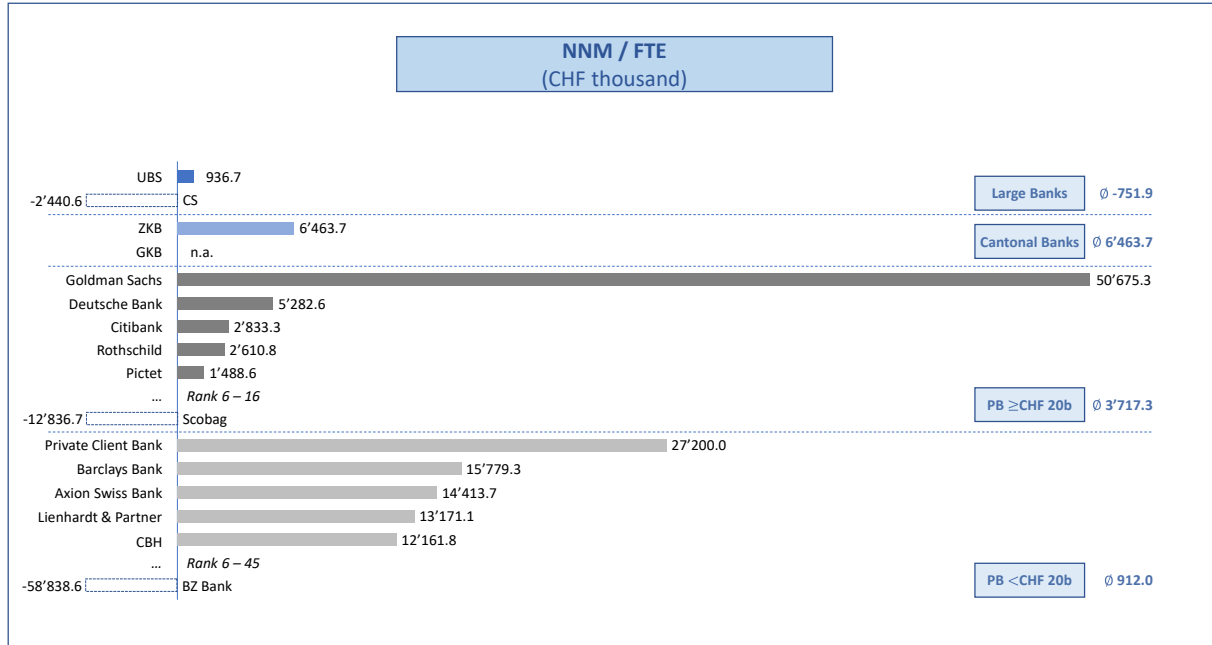 NNM / FTE
(CHF thousand)
UBS 936.7
-2’440.6 CS
Large Banks ∅ -751.9
ZKB 6’463.7
GKB n.a.
Cantonal Banks ∅ 6’463.7
Goldman Sachs 50’675.3
Deutsche Bank 5’282.6
Citibank 2’833.3
Rothschild 2’610.8
Pictet 1’488.6
... Rank 6 – 16
-12’836.7 Scobag
PB ≥CHF 20b ∅ 3’717.3
Private Client Bank 27’200.0
Barclays Bank 15’779.3
Axion Swiss Bank 14’413.7
Lienhardt & Partner 13’171.1
CBH 12’161.8
... Rank 6 – 45
-58’838.6 BZ Bank
PB <CHF 20b ∅ 912.0